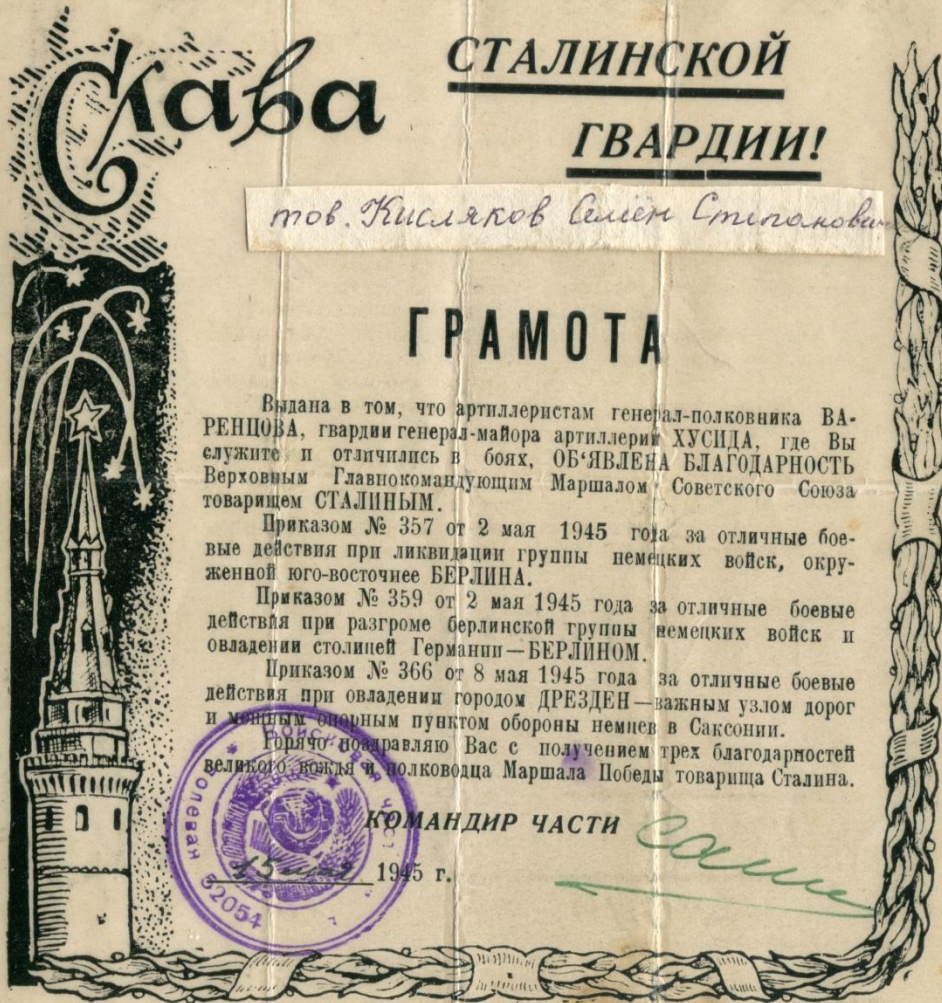 Слава СТАЛИНСКОЙ
ГВАРДИИ!
тов. Кисляков Семён Степанович
ГРАМОТА
Выдана в том, что артиллеристам генерал-полковника ВА-
РЕНЦОВА, гвардии генерал-майора артиллерии ХУСИДА, где Вы
служите и отличились в боях, ОБ‘ЯВЛЕНА БЛАГОДАРНОСТЬ
Верховным Главнокомандующим Маршалом Советского Союза
товарищем СТАЛИНЫМ.
Приказом № 357 от 2 мая 1945 года за отличные бое-
вые действия при ликвидации группы немецких войск, окру-
женной юго-восточнее БЕРЛИНА.
Приказом № 359 от 2 мая 1945 года за отличные боевые
действия при разгроме берлинской группы немецких войск и
овладении столицей Германии—БЕРЛИНОМ.
Приказом № 366 от 8 мая 1945 года за отличные боевые
действия при овладении городом ДРЕЗДЕН—важным узлом дорог
и мощным опорным пунктом обороны немцев в Саксонии.
Горячо поздравляю Вас с получением трех благодарностей
великого вождя и полководца Маршала Победы товарища Сталина.
КОМАНДИР ЧАСТИ
15 1945 г.
Полевая 52054